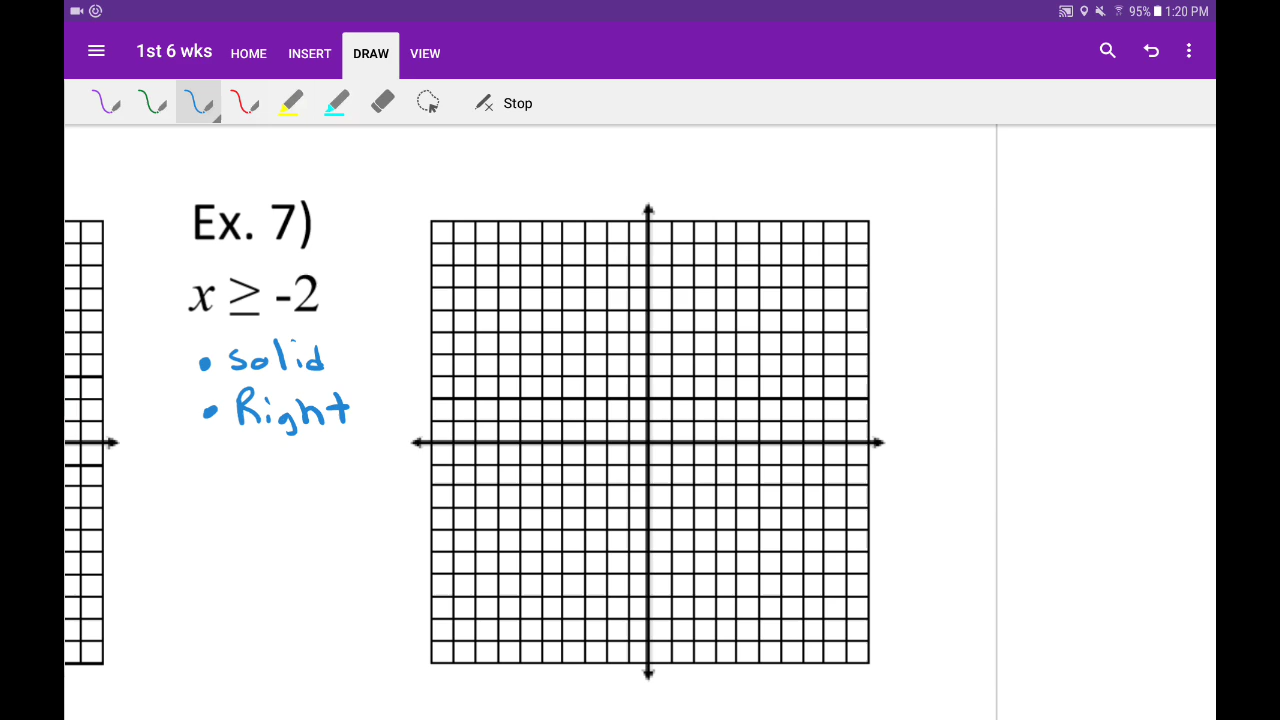 95% 1:20 PM
1st 6 wks HOME INSERT DRAW VIEW
Stop
Ex. 7)
x ≥ -2
• solid
• Right